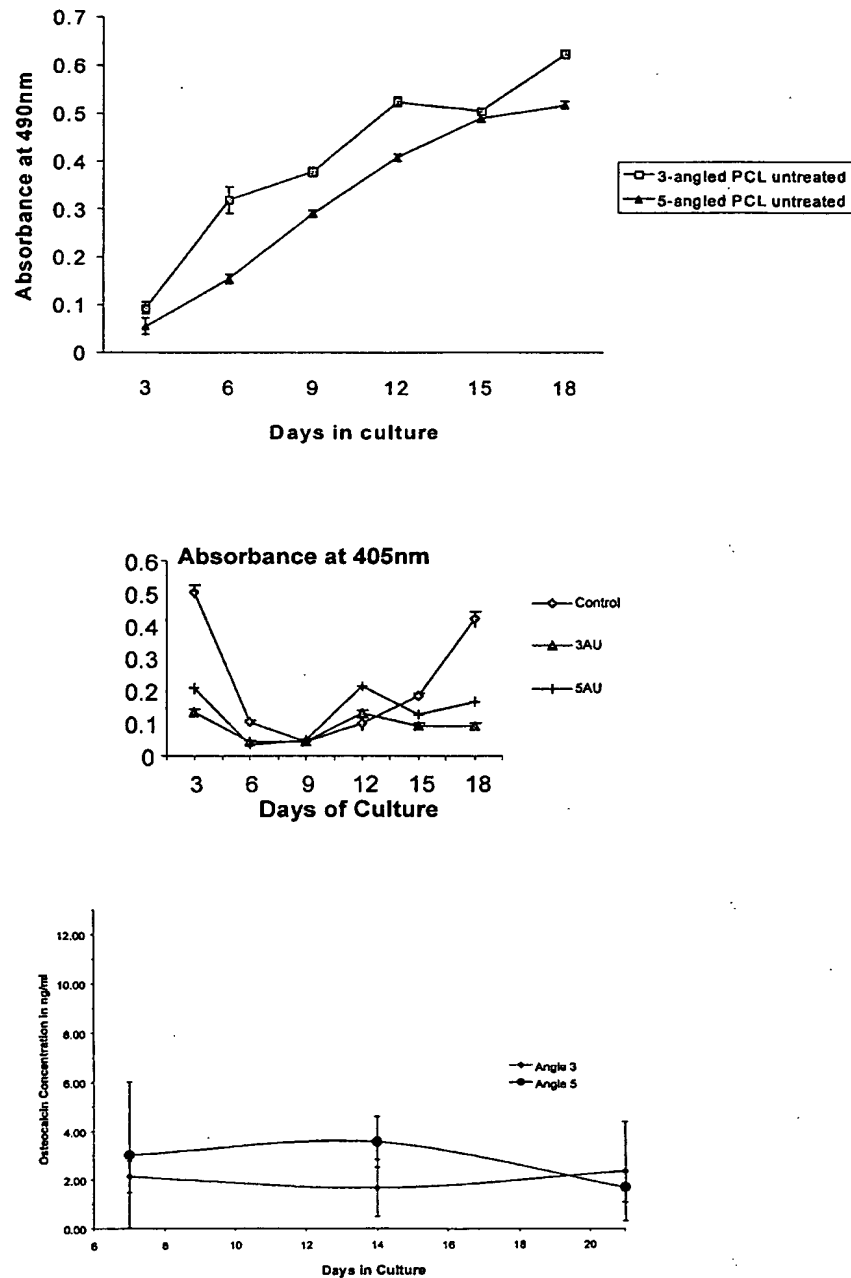 0.7
0.6
0.5
0.4
0.3
0.2
0.1
0
Absorbance at 490nm
3 6 9 12 15 18
Days in culture
3-angled PCL untreated
5-angled PCL untreated
Absorbance at 405nm
0.6
0.5
0.4
0.3
0.2
0.1
0
3 6 9 12 15 18
Days of Culture
Control
3AU
5AU
12.00
10.00
8.00
6.00
4.00
2.00
0.00
Osteocalcin Concentration in ng/ml
6 8 10 12 14 16 18 20
Days in Culture
Angle 3
Angle 5